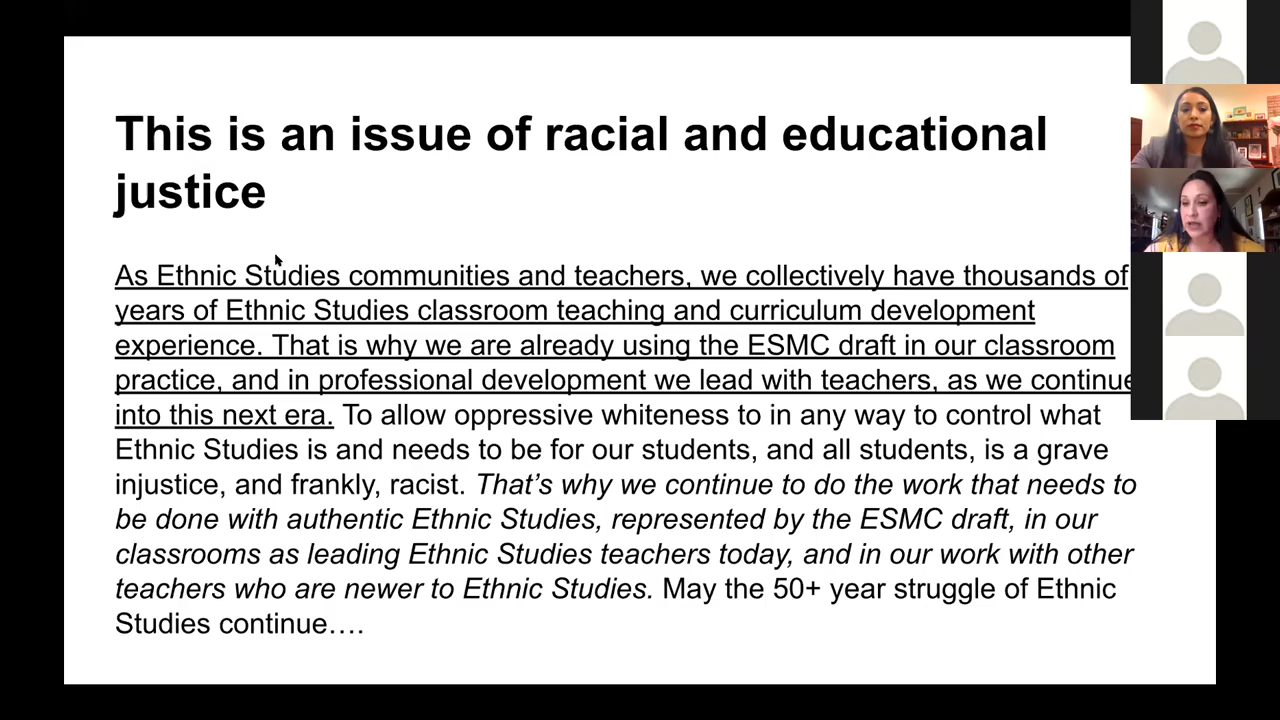 This is an issue of racial and educational
justice
As Ethnic Studies communities and teachers, we collectively have thousands of
years of Ethnic Studies classroom teaching and curriculum development
experience. That is why we are already using the ESMC draft in our classroom
practice, and in professional development we lead with teachers, as we continue
into this next era. To allow oppressive whiteness to in any way to control what
Ethnic Studies is and needs to be for our students, and all students, is a grave
injustice, and frankly, racist. That’s why we continue to do the work that needs to
be done with authentic Ethnic Studies, represented by the ESMC draft, in our
classrooms as leading Ethnic Studies teachers today, and in our work with other
teachers who are newer to Ethnic Studies. May the 50+ year struggle of Ethnic
Studies continue….